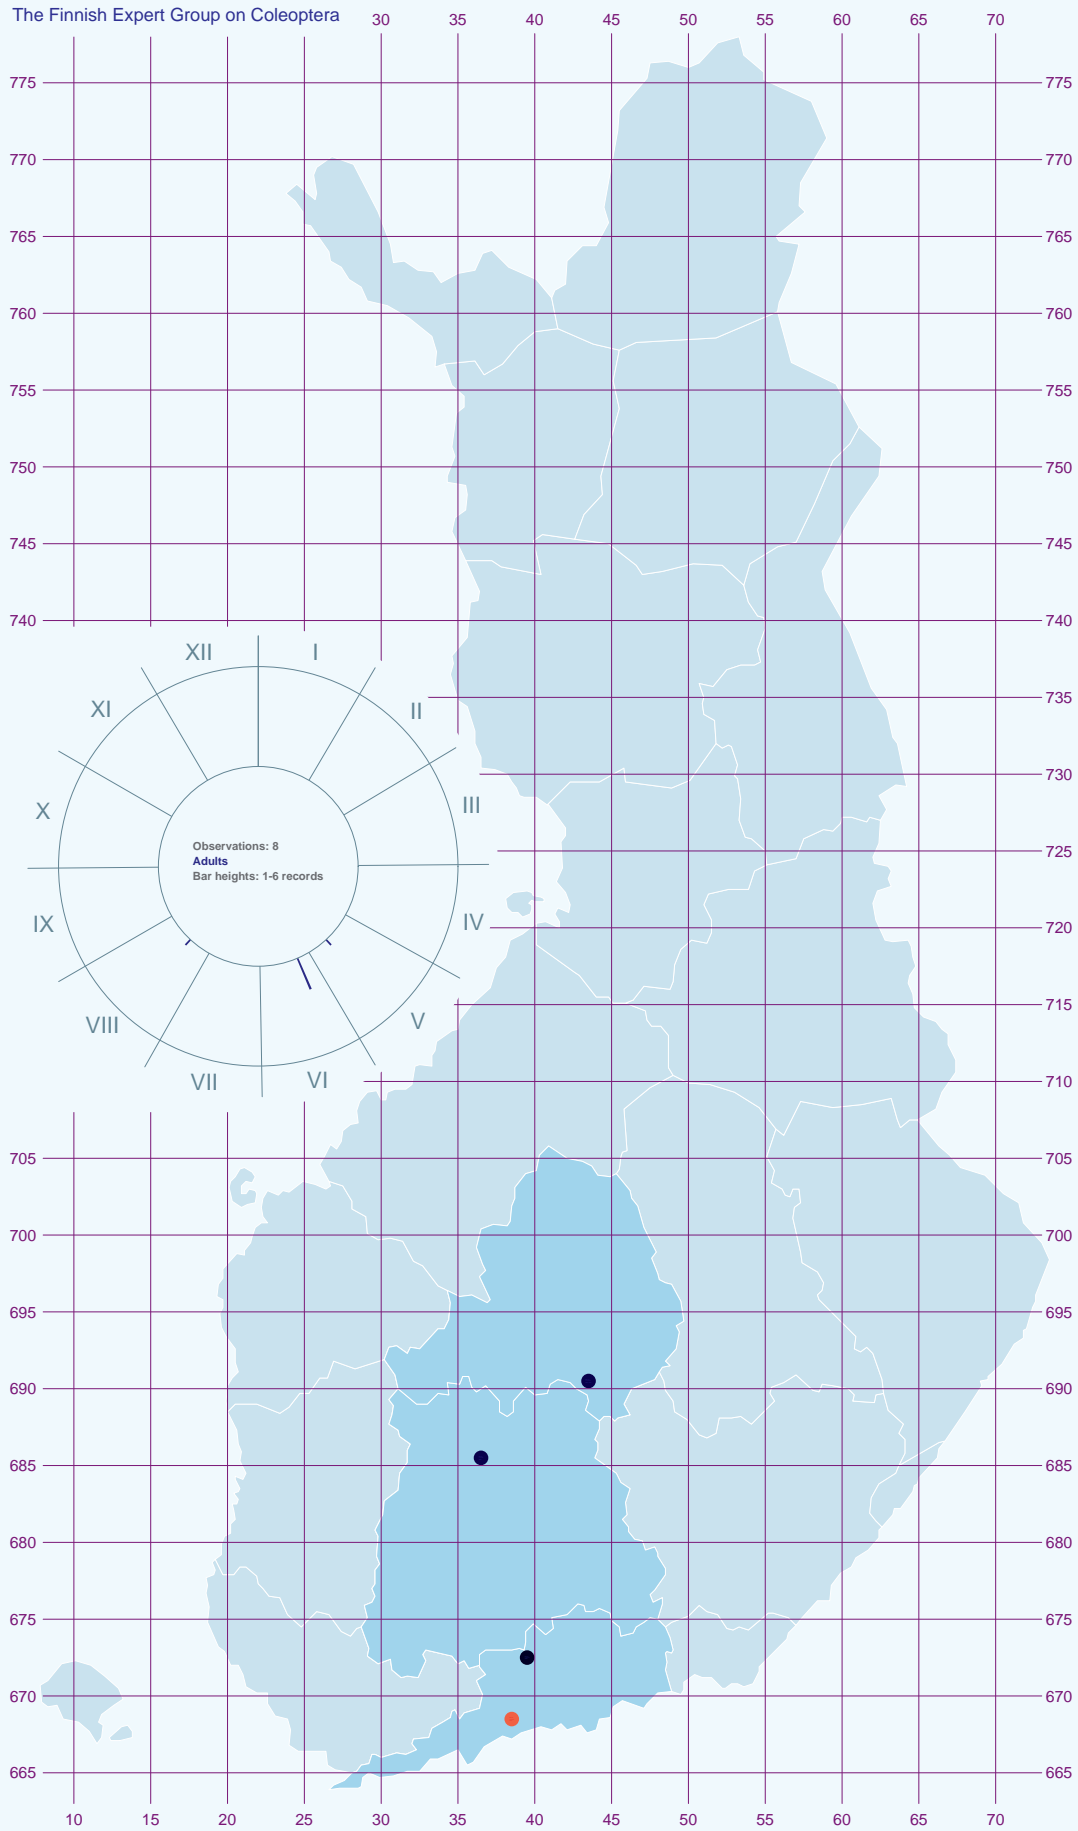 The Finnish Expert Group on Coleoptera
30 35 40 45 50 55 60 65 70
775 775
770 770
765 765
760 760
755 755
750 750
745 745
740 740
XII I
XI II
735
730
X III
Observations: 8
Adults
Bar heights: 1-6 records
725
IX IV
720
715
VIII V
VII VI
710
705 705
700 700
695 695
690 690
685 685
680 680
675 675
670 670
665 665
10 15 20 25 30 35 40 45 50 55 60 65 70